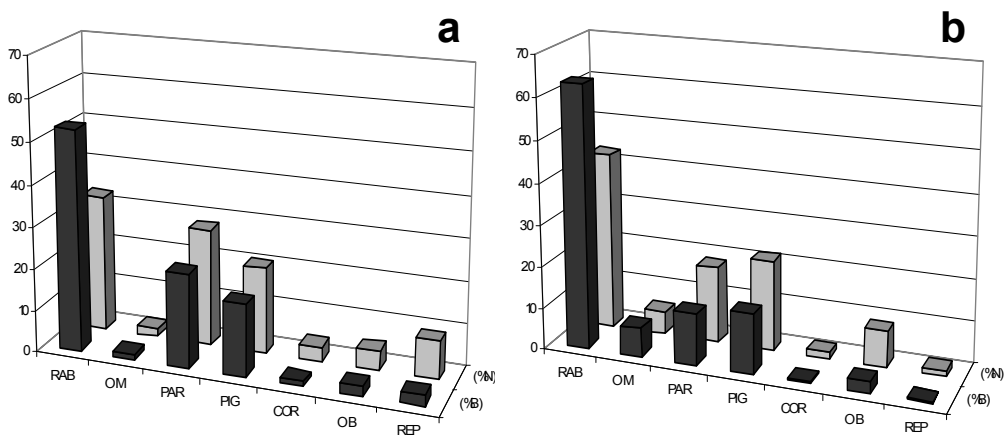 a
70
60
50
40
30
20
10
0
RAB
OM
PAR
PIG
COR
OB
REP
(%N)
(%B)
b
70
60
50
40
30
20
10
0
RAB
OM
PAR
PIG
COR
OB
REP
(%N)
(%B)